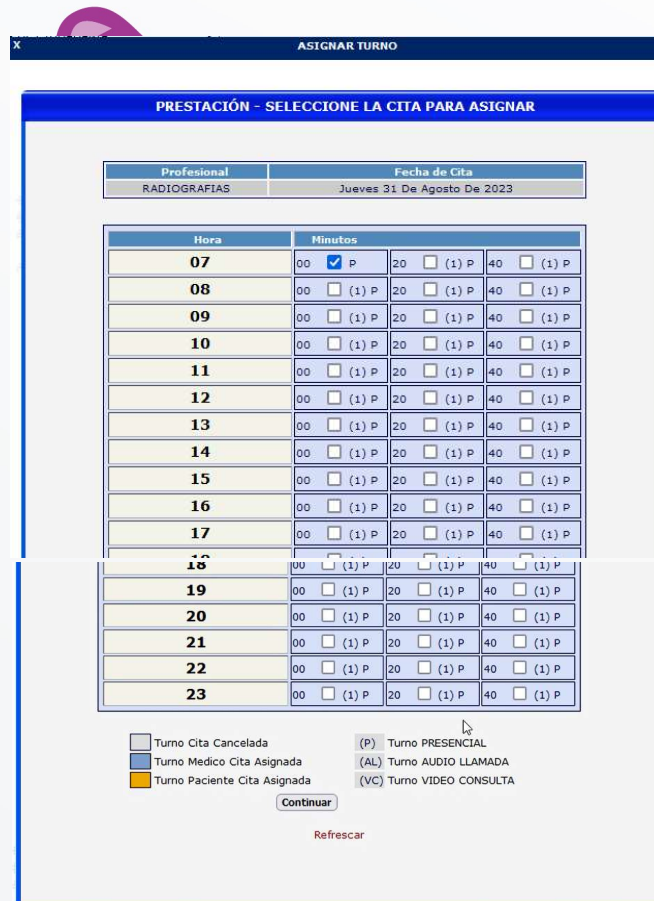 X ASIGNAR TURNO
PRESTACIÓN - SELECCIONE LA CITA PARA ASIGNAR
Profesional Fecha de Cita
RADIOGRAFIAS Jueves 31 De Agosto De 2023
Hora Minutos
07 00 P 20 (1) P 40 (1) P
08 00 (1) P 20 (1) P 40 (1) P
09 00 (1) P 20 (1) P 40 (1) P
10 00 (1) P 20 (1) P 40 (1) P
11 00 (1) P 20 (1) P 40 (1) P
12 00 (1) P 20 (1) P 40 (1) P
13 00 (1) P 20 (1) P 40 (1) P
14 00 (1) P 20 (1) P 40 (1) P
15 00 (1) P 20 (1) P 40 (1) P
16 00 (1) P 20 (1) P 40 (1) P
17 00 (1) P 20 (1) P 40 (1) P
18 00 (1) P 20 (1) P 40 (1) P
19 00 (1) P 20 (1) P 40 (1) P
20 00 (1) P 20 (1) P 40 (1) P
21 00 (1) P 20 (1) P 40 (1) P
22 00 (1) P 20 (1) P 40 (1) P
23 00 (1) P 20 (1) P 40 (1) P
Turno Cita Cancelada (P) Turno PRESENCIAL
Turno Medico Cita Asignada (AL) Turno AUDIO LLAMADA
Turno Paciente Cita Asignada (VC) Turno VIDEO CONSULTA
Continuar
Refrescar